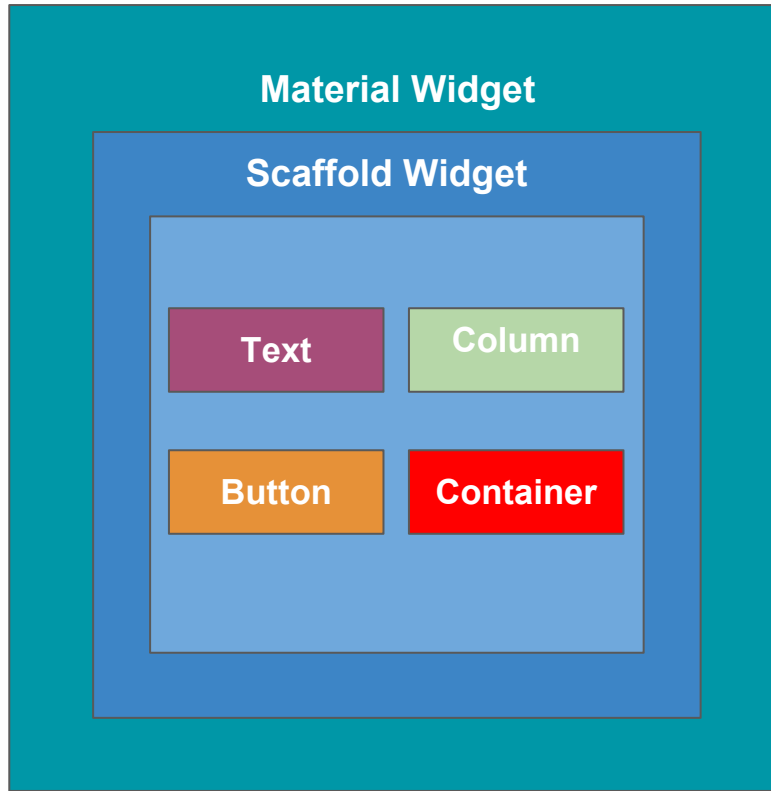 Material Widget
Scaffold Widget
Text
Column
Button
Container